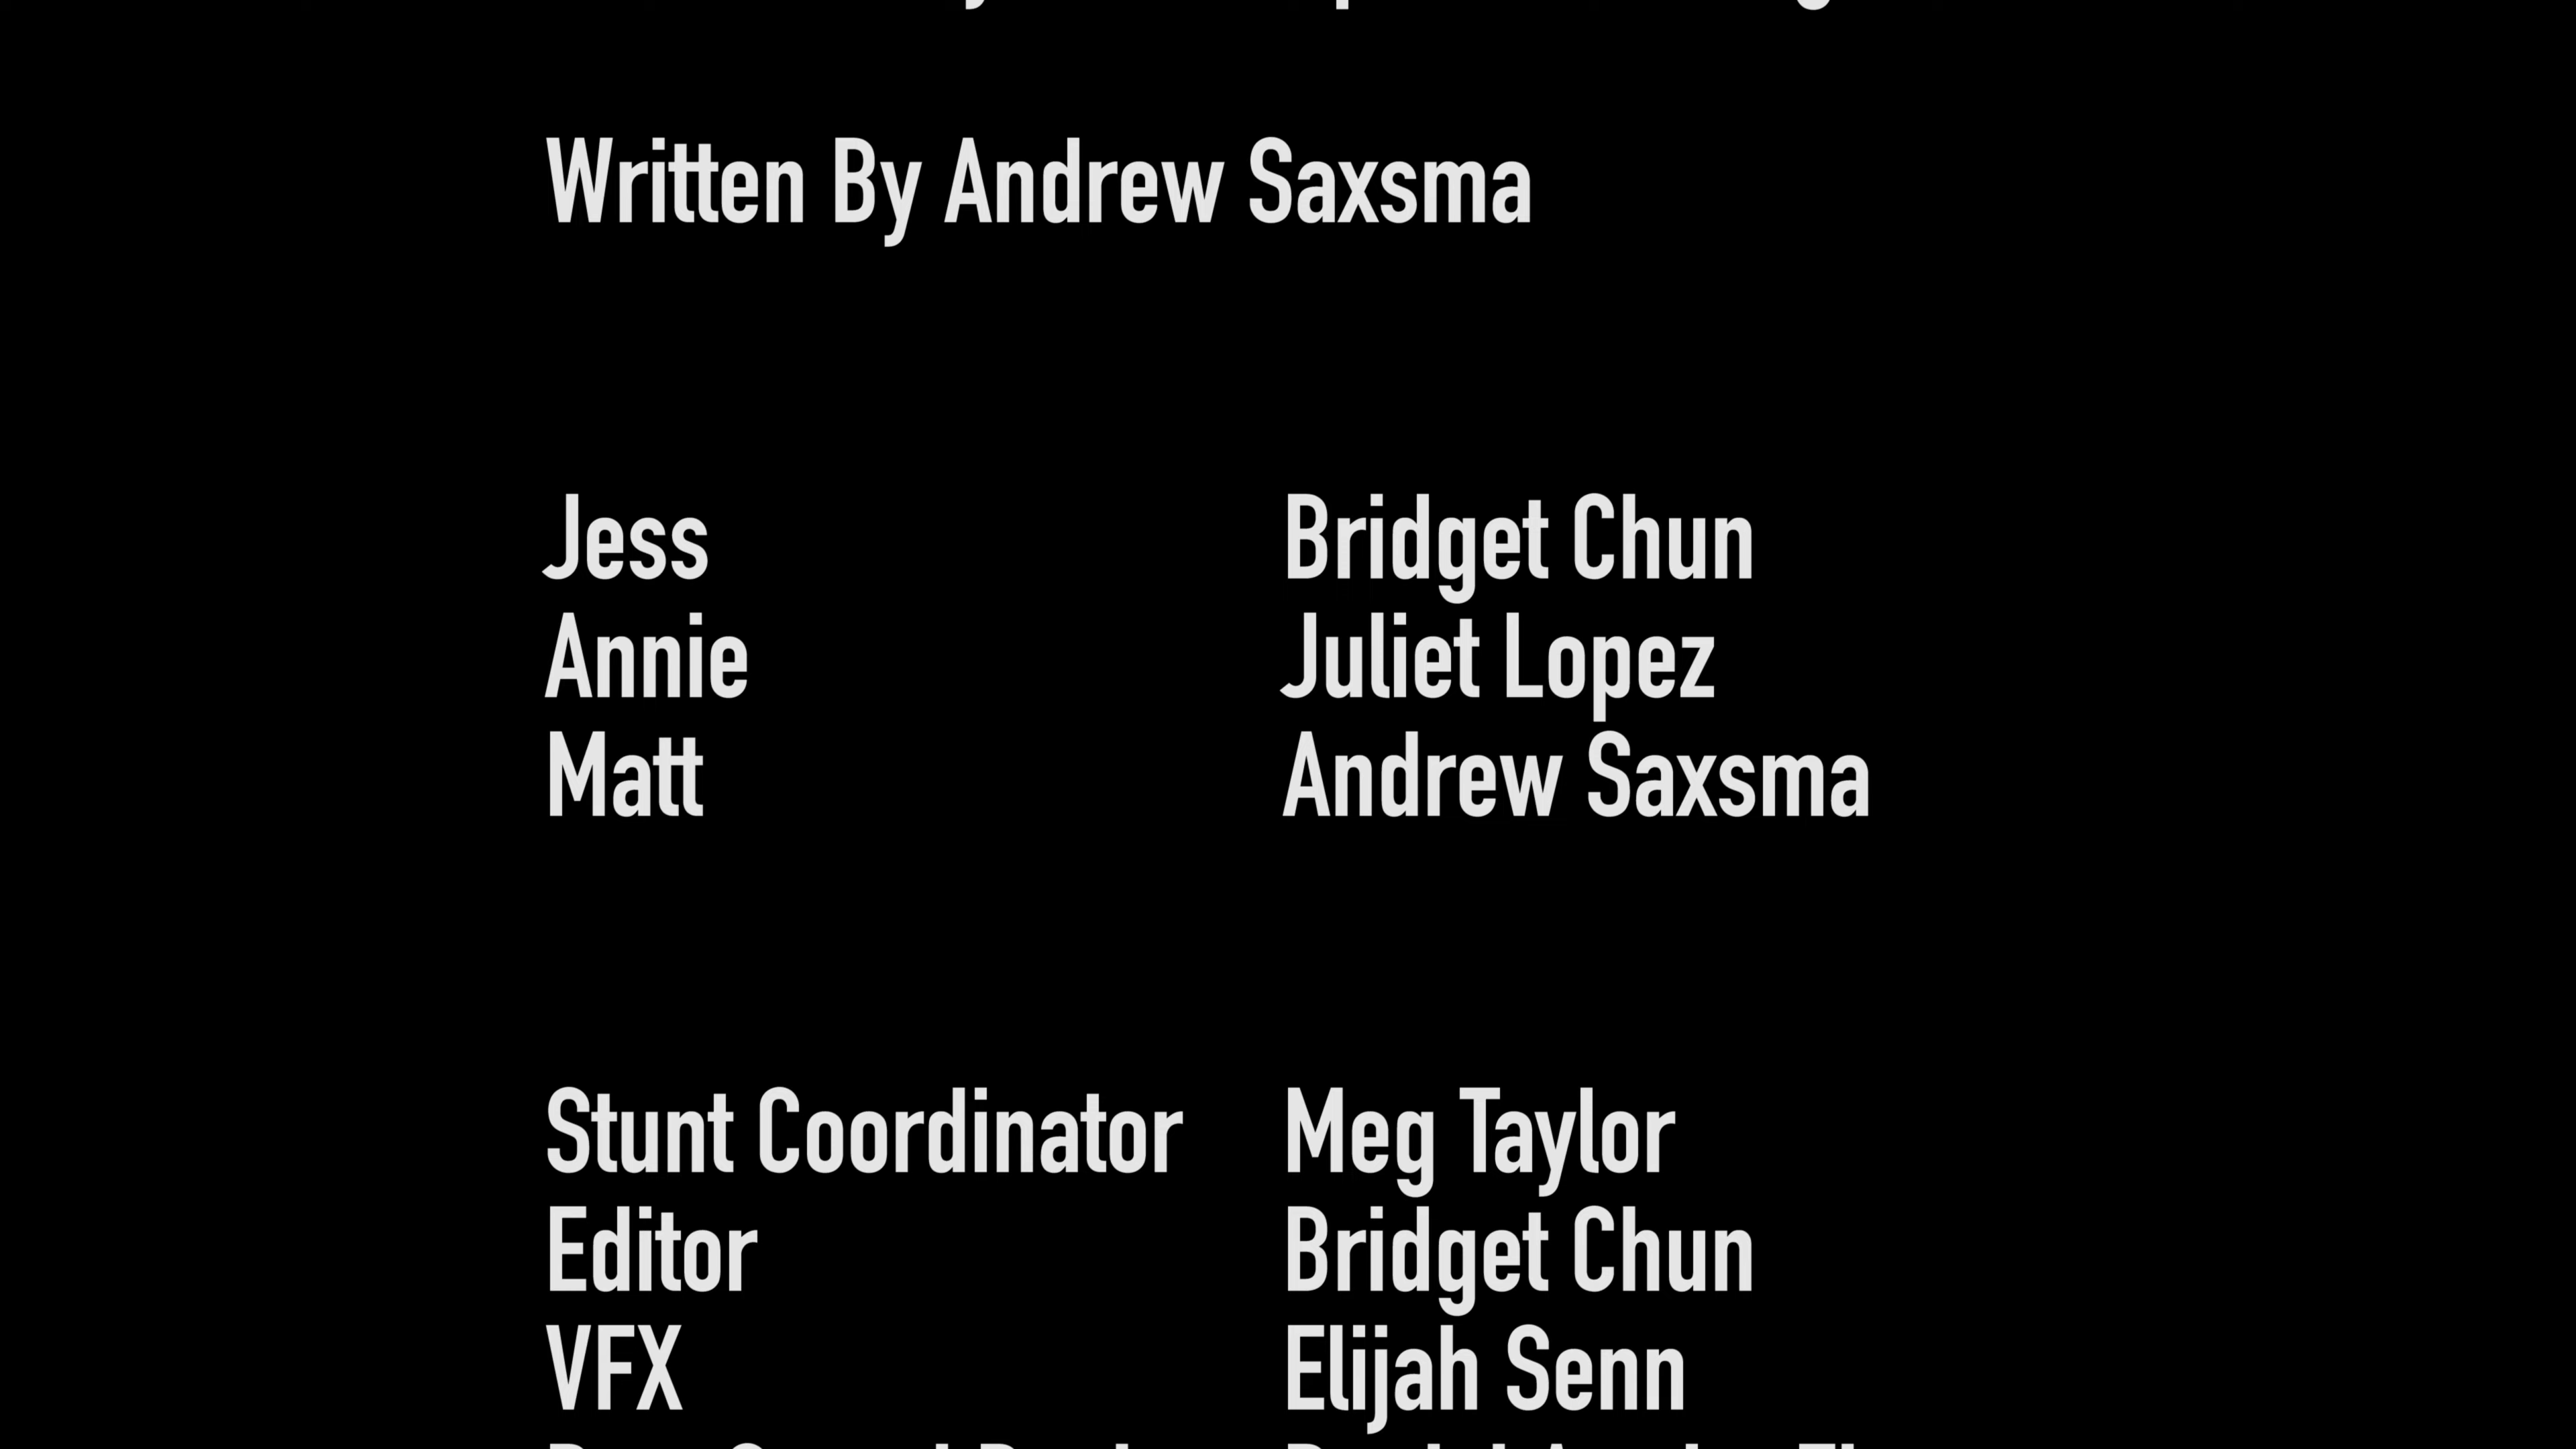 Written By Andrew Saxsma
Jess Bridget Chun
Annie Juliet Lopez
Matt Andrew Saxsma
Stunt Coordinator Meg Taylor
Editor Bridget Chun
VFX Elijah Senn